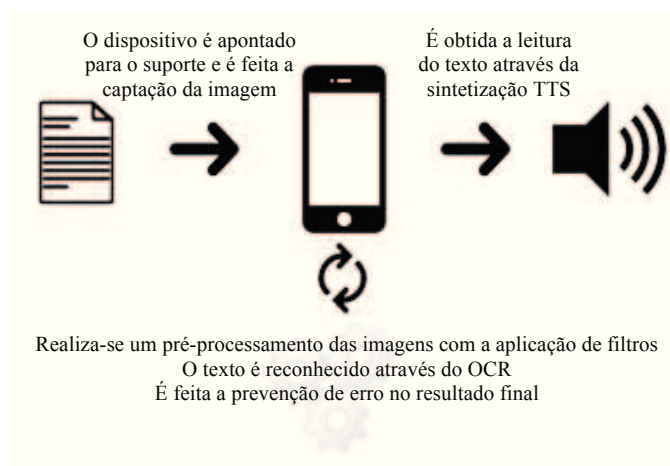 O dispositivo é apontado
para o suporte e é feita a
captação da imagem
É obtida a leitura
do texto através da
sintetização TTS
Realiza-se um pré-processamento das imagens com a aplicação de filtros
O texto é reconhecido através do OCR
É feita a prevenção de erro no resultado final